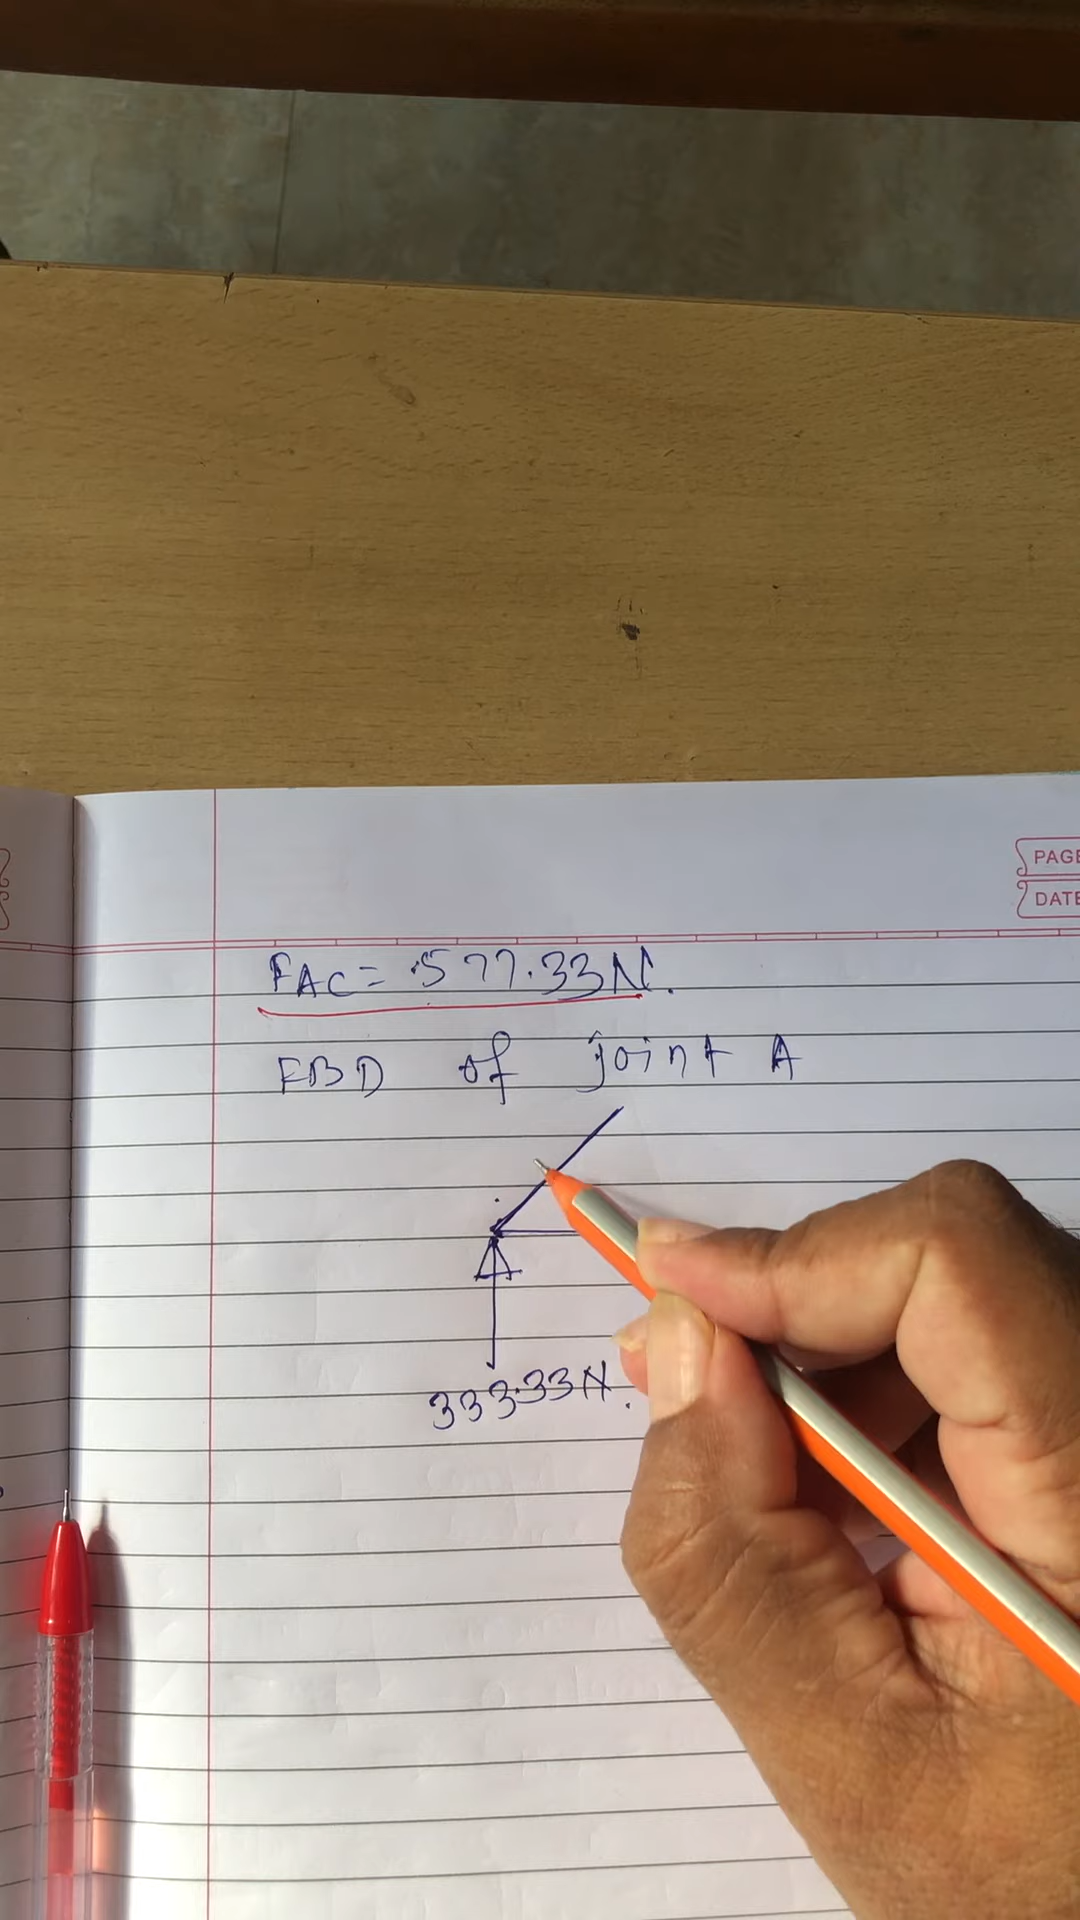 PAGE
DATE
FAC = 577.33N.
FBD of joint A
333.33N.